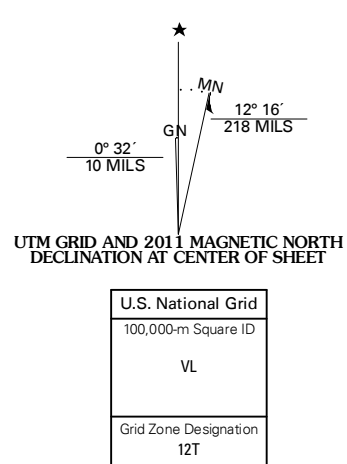 ★
MN
GN
12° 16´
218 MILS
0° 32´
10 MILS
UTM GRID AND 2011 MAGNETIC NORTH
DECLINATION AT CENTER OF SHEET
U.S. National Grid
100,000-m Square ID
VL
Grid Zone Designation
12T